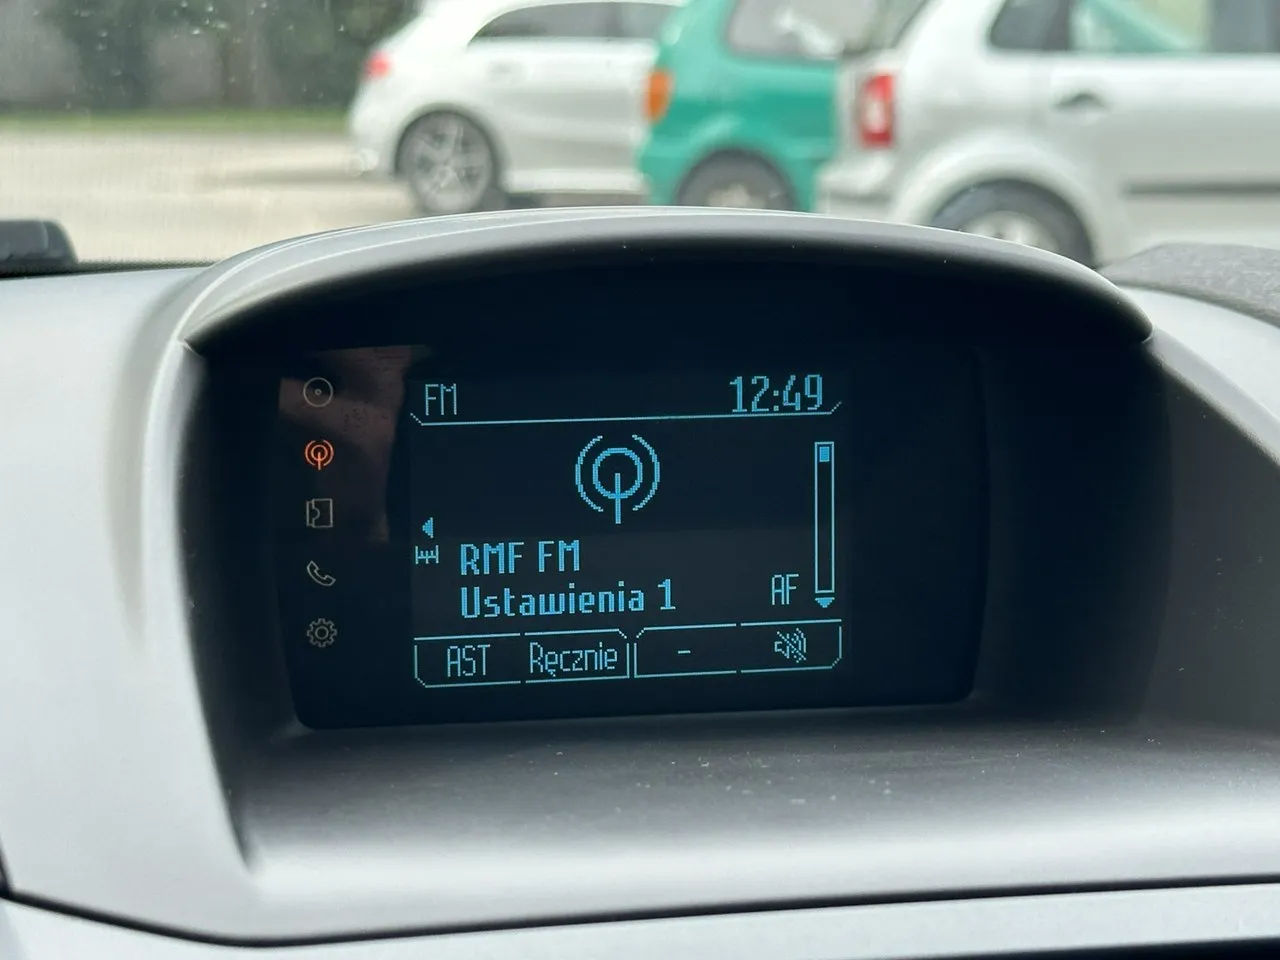 FM 12:49
RMF FM
Ustawienia 1 AF
AST Ręcznie -